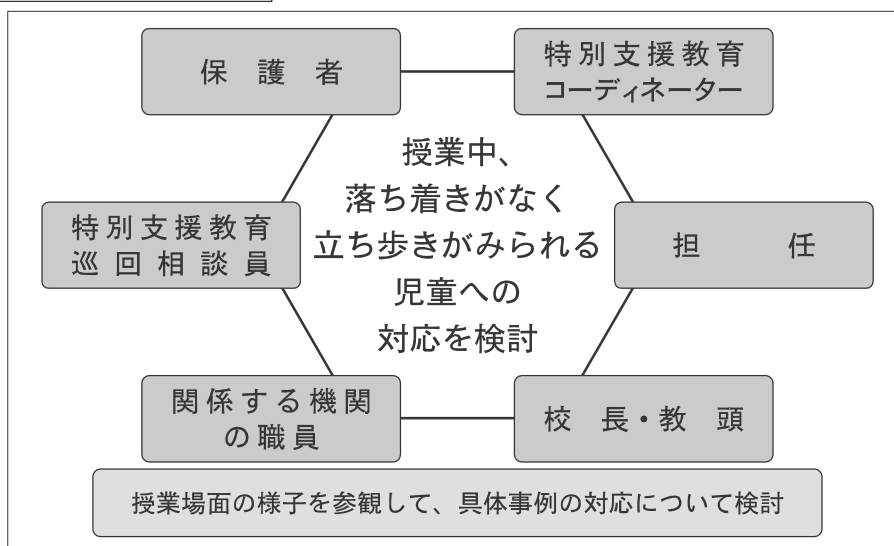 保護者
特別支援教育
コーディネーター
授業中、
落ち着きがなく
立ち歩きがみられる
児童への
対応を検討
特別支援教育
巡回相談員
担任
関係する機関
の職員
校長・教頭
授業場面の様子を参観して、具体事例の対応について検討